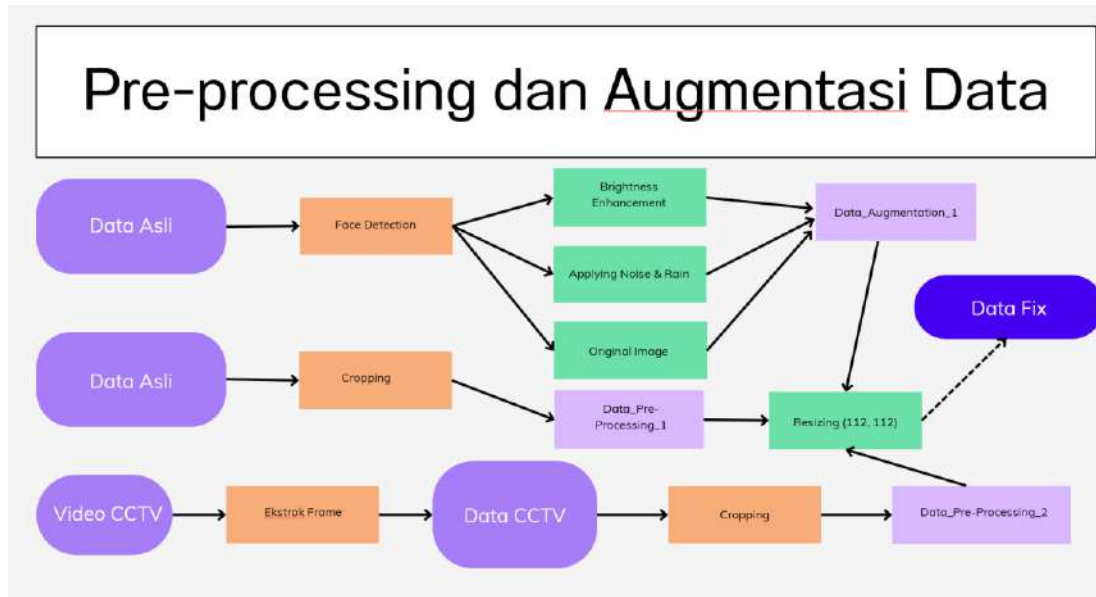 Pre-processing dan Augmentasi Data
Data Asli
Face Detection
Brightness
Enhancement
Applying Noise & Rain
Original Image
Data_Augmentation_1
Data Fix
Data Asli
Cropping
Data_Pre-
Processing_1
Resizing (112, 112)
Video CCTV
Ekstrak Frame
Data CCTV
Cropping
Data_Pre-Processing_2